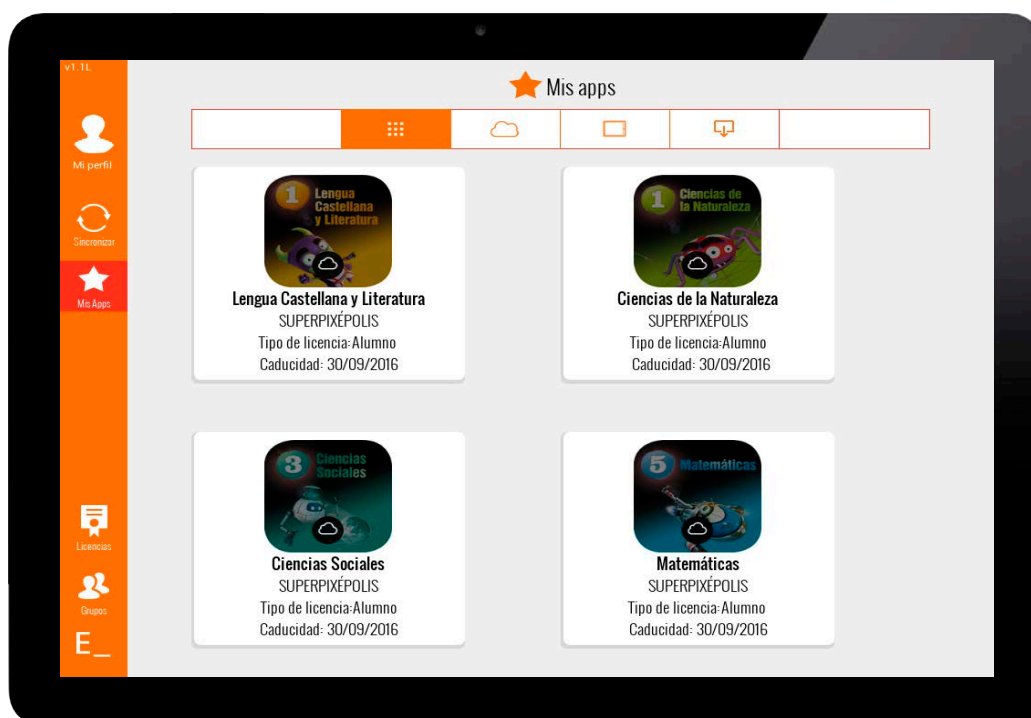 v1.1L
Mis apps
Mi perfil
Sincronizar
Mis Apps
1 Lengua
Castellana
y Literatura
Lengua Castellana y Literatura
SUPERPIXÉPOLIS
Tipo de licencia:Alumno
Caducidad: 30/09/2016
1 Ciencias de
la Naturaleza
Ciencias de la Naturaleza
SUPERPIXÉPOLIS
Tipo de licencia:Alumno
Caducidad: 30/09/2016
3 Ciencias
Sociales
Ciencias Sociales
SUPERPIXÉPOLIS
Tipo de licencia:Alumno
Caducidad: 30/09/2016
5 Matemáticas
Matemáticas
SUPERPIXÉPOLIS
Tipo de licencia:Alumno
Caducidad: 30/09/2016
Licencias
Grupos
E_